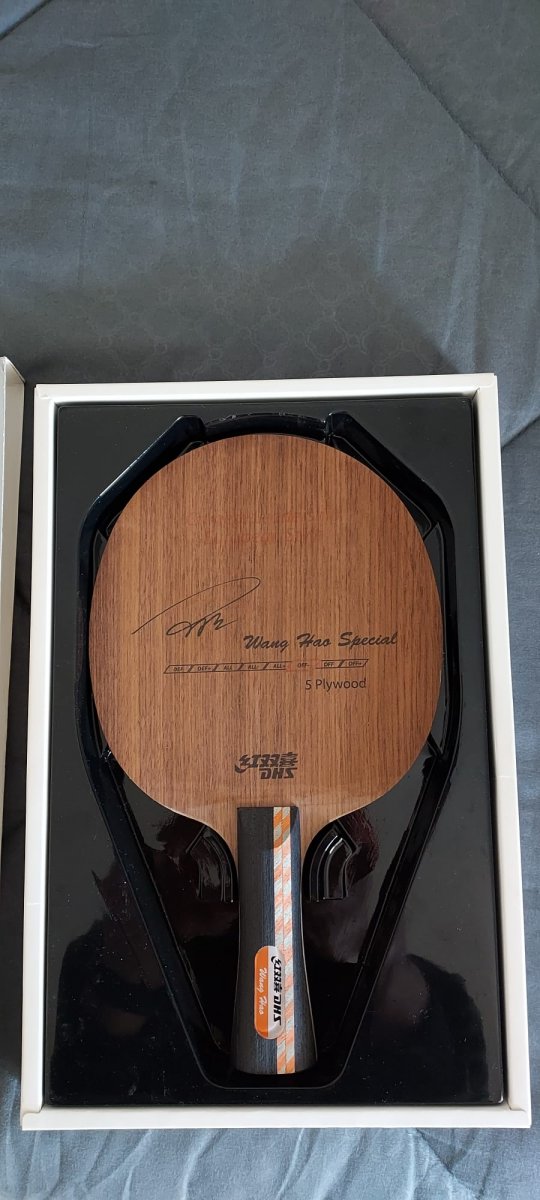 Wang Hao Special
DEF+ / ALL / ALL+ / OFF / OFF+
5 Plywood
红双喜 DHS
红双喜 DHS
Wang Hao